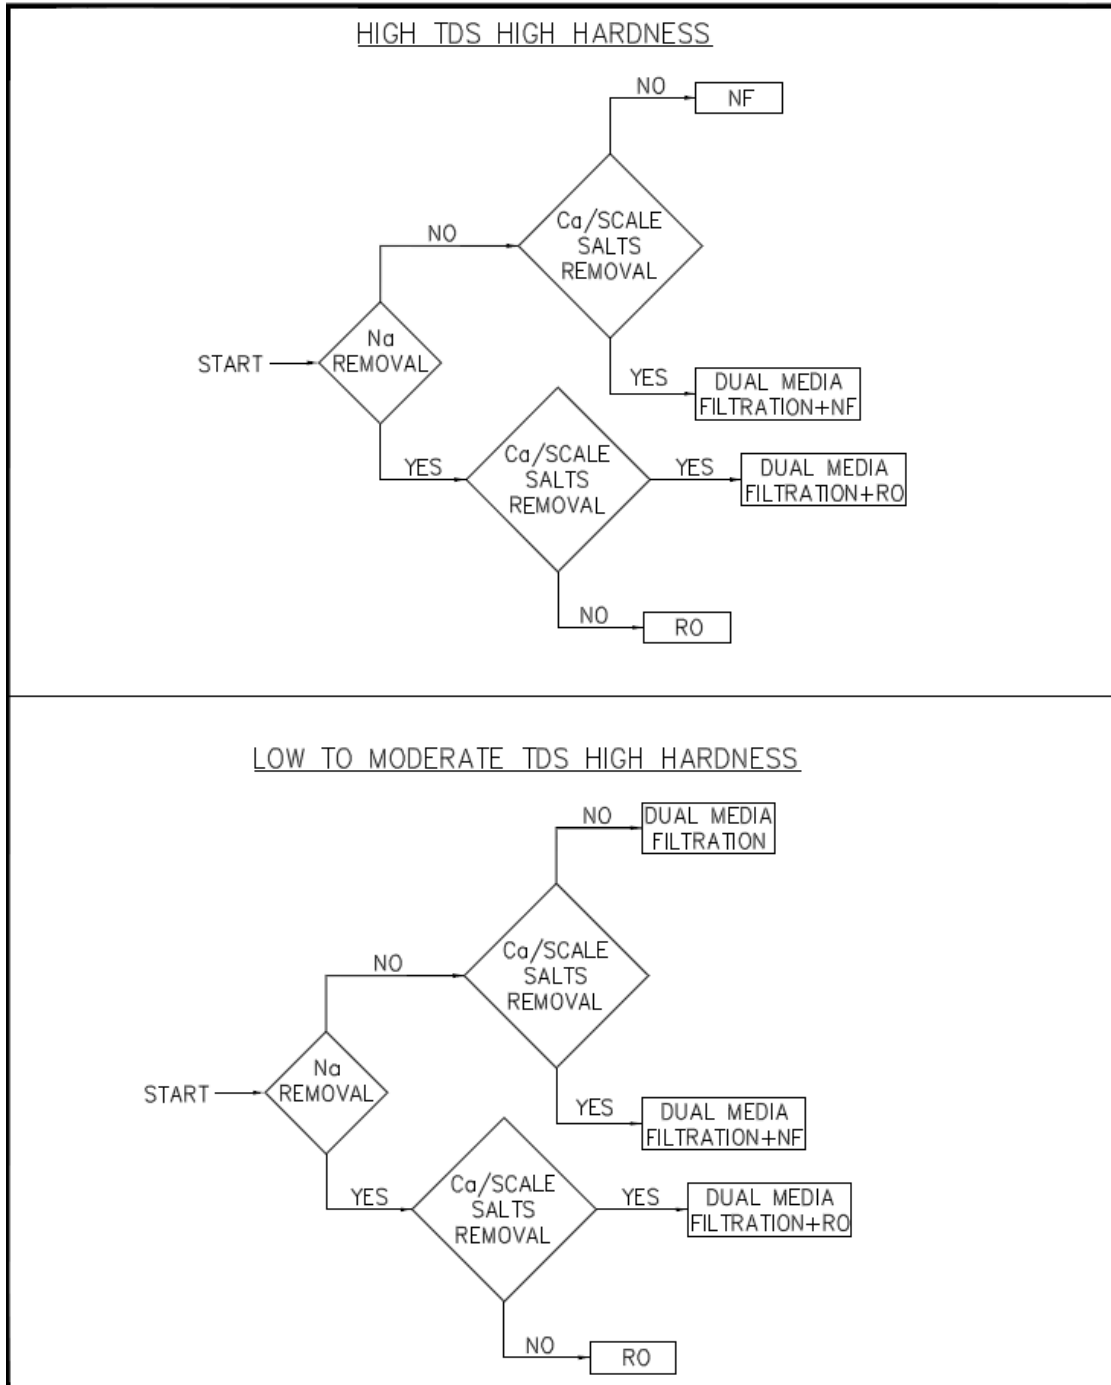 HIGH TDS HIGH HARDNESS
NO
NF
Ca/SCALE
SALTS
REMOVAL
NO
Na
REMOVAL
START
YES
DUAL MEDIA
FILTRATION+NF
YES
Ca/SCALE
SALTS
REMOVAL
YES
DUAL MEDIA
FILTRATION+RO
NO
RO
LOW TO MODERATE TDS HIGH HARDNESS
NO
DUAL MEDIA
FILTRATION
Ca/SCALE
SALTS
REMOVAL
NO
Na
REMOVAL
START
YES
DUAL MEDIA
FILTRATION+NF
YES
Ca/SCALE
SALTS
REMOVAL
YES
DUAL MEDIA
FILTRATION+RO
NO
RO